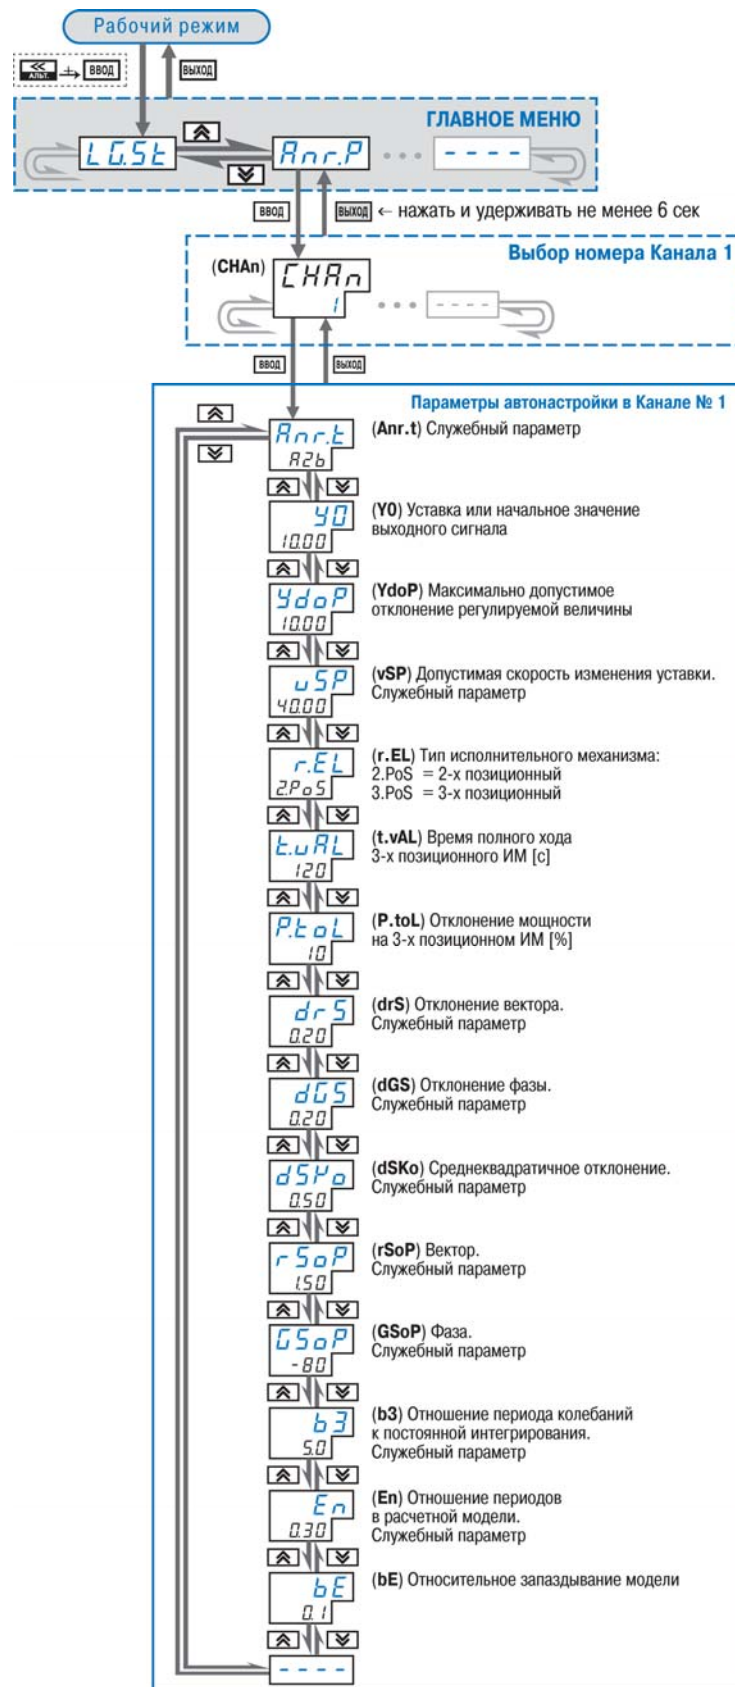 Рабочий режим
<< АЛЬТ. + ВВОД
ВЫХОД
ГЛАВНОЕ МЕНЮ
LG.St
Anr.P
• • •
- - - -
ВВОД
ВЫХОД ← нажать и удерживать не менее 6 сек
Выбор номера Канала 1
(CHAn)
CHAn
1
• • •
- - - -
ВВОД
ВЫХОД
Параметры автонастройки в Канале № 1
Anr.t
A2b
(Anr.t) Служебный параметр
Y0
10.00
(Y0) Уставка или начальное значение
выходного сигнала
YdoP
10.00
(YdoP) Максимально допустимое
отклонение регулируемой величины
vSP
40.00
(vSP) Допустимая скорость изменения уставки.
Служебный параметр
r.EL
2.PoS
(r.EL) Тип исполнительного механизма:
2.PoS = 2-х позиционный
3.PoS = 3-х позиционный
t.vAL
120
(t.vAL) Время полного хода
3-х позиционного ИМ [с]
P.toL
10
(P.toL) Отклонение мощности
на 3-х позиционном ИМ [%]
drS
0.20
(drS) Отклонение вектора.
Служебный параметр
dGS
0.20
(dGS) Отклонение фазы.
Служебный параметр
dSKo
0.50
(dSKo) Среднеквадратичное отклонение.
Служебный параметр
rSoP
1.50
(rSoP) Вектор.
Служебный параметр
GSoP
-80
(GSoP) Фаза.
Служебный параметр
b3
5.0
(b3) Отношение периода колебаний
к постоянной интегрирования.
Служебный параметр
En
0.30
(En) Отношение периодов
в расчетной модели.
Служебный параметр
bE
0.1
(bE) Относительное запаздывание модели
- - - -